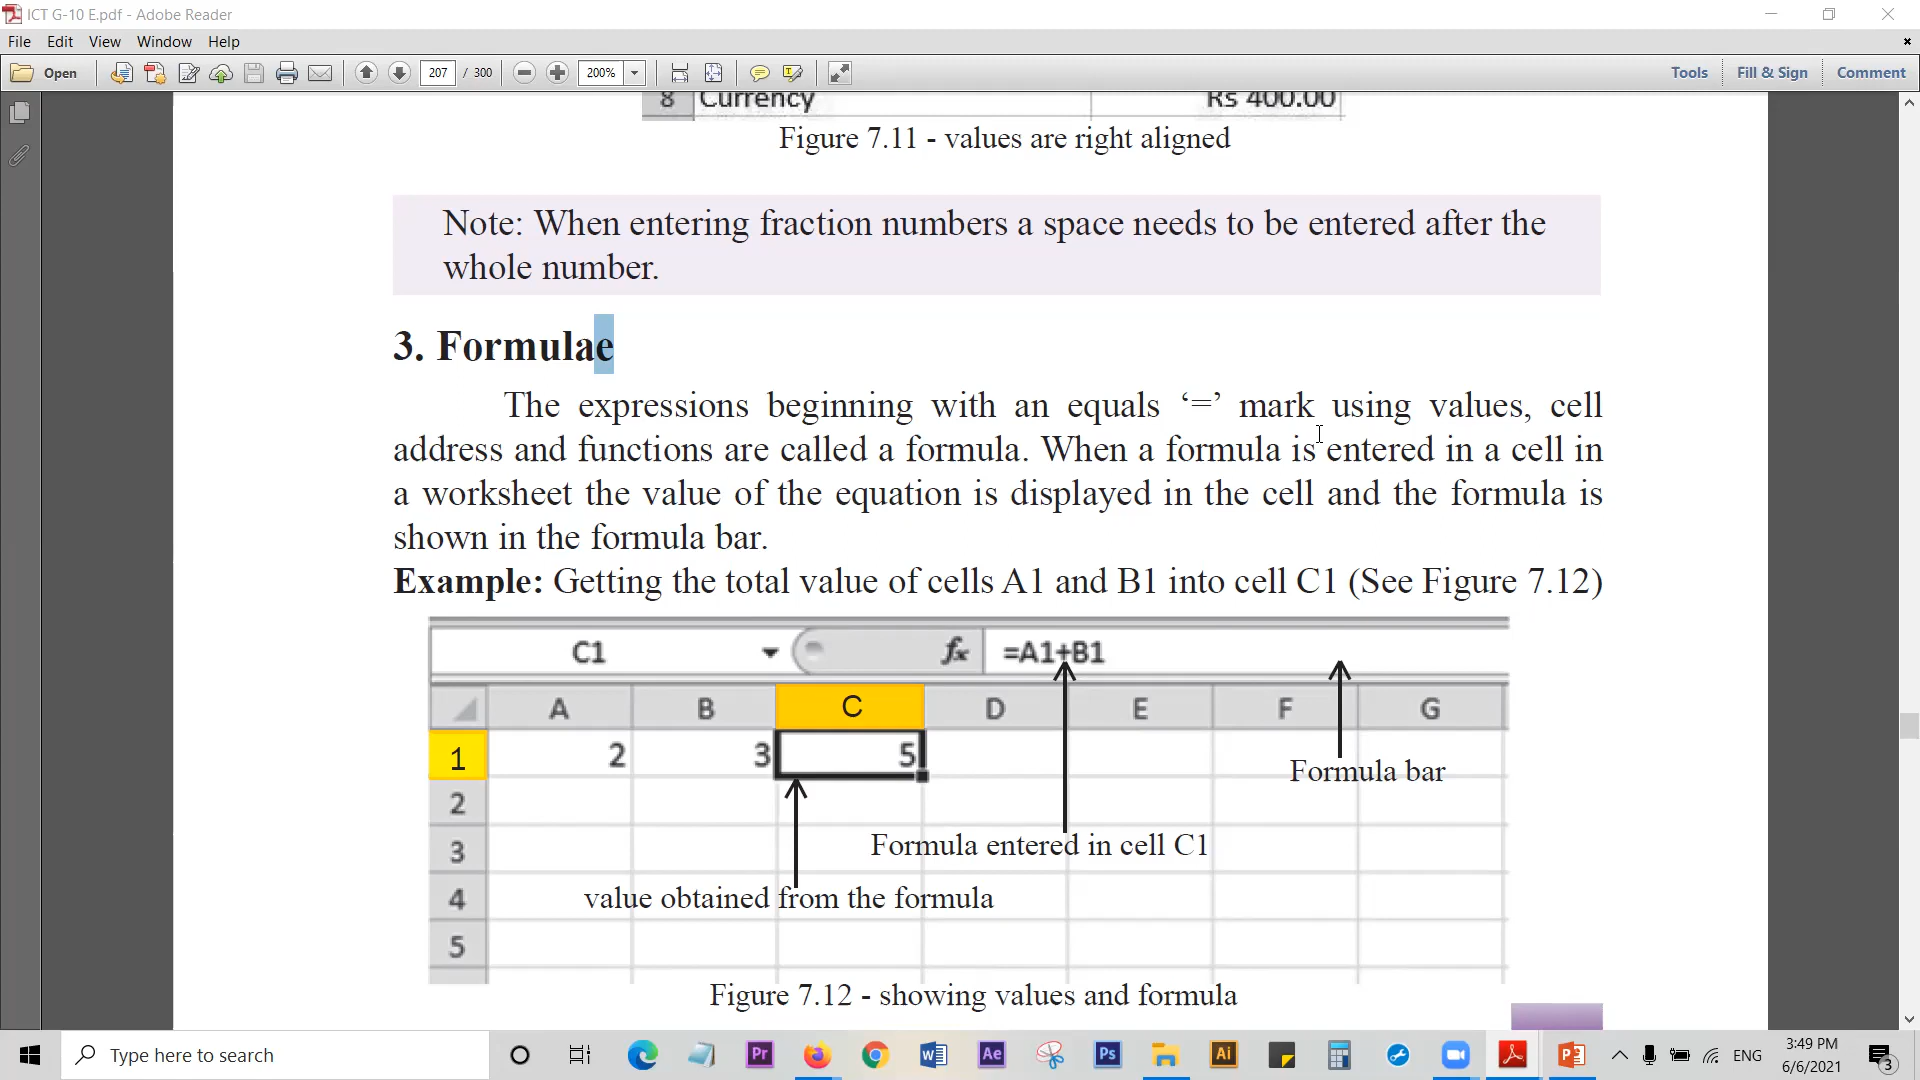 ICT G-10 E.pdf - Adobe Reader
File Edit View Window Help
Open 207 / 300 200% Tools Fill & Sign Comment
8 Currency Rs 400.00
Figure 7.11 - values are right aligned
Note: When entering fraction numbers a space needs to be entered after the
whole number.
3. Formulae
The expressions beginning with an equals ‘=’ mark using values, cell
address and functions are called a formula. When a formula is entered in a cell in
a worksheet the value of the equation is displayed in the cell and the formula is
shown in the formula bar.
Example: Getting the total value of cells A1 and B1 into cell C1 (See Figure 7.12)
C1 fx =A1+B1
A B C D E F G
1 2 3 5
Formula bar
2
Formula entered in cell C1
3
value obtained from the formula
4
5
Figure 7.12 - showing values and formula
Type here to search Pr Ae Ps Ai ENG 3:49 PM
6/6/2021 3